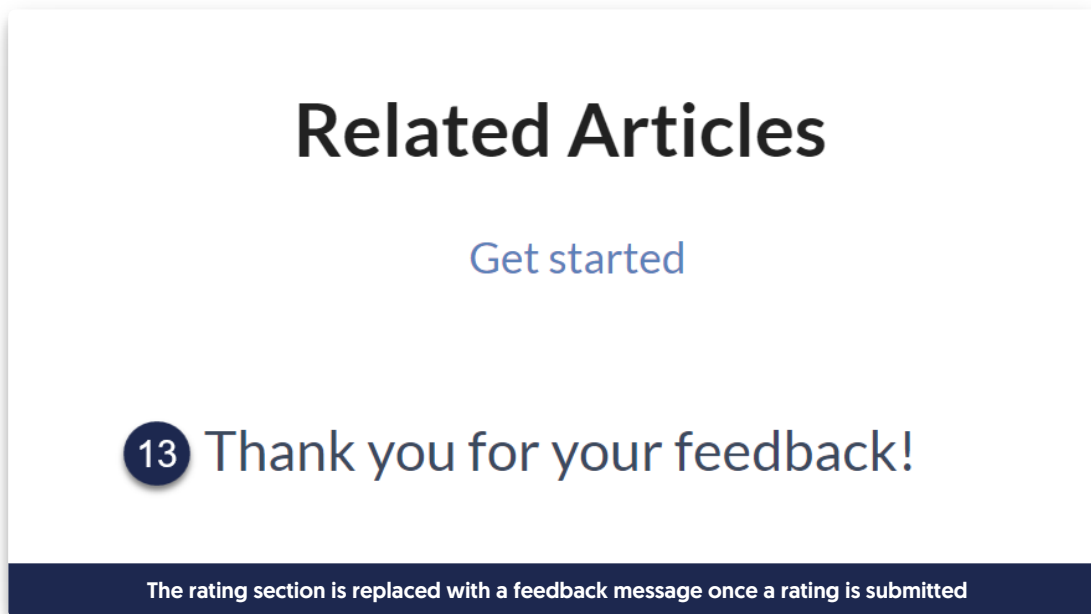 Related Articles
Get started
13 Thank you for your feedback!
The rating section is replaced with a feedback message once a rating is submitted